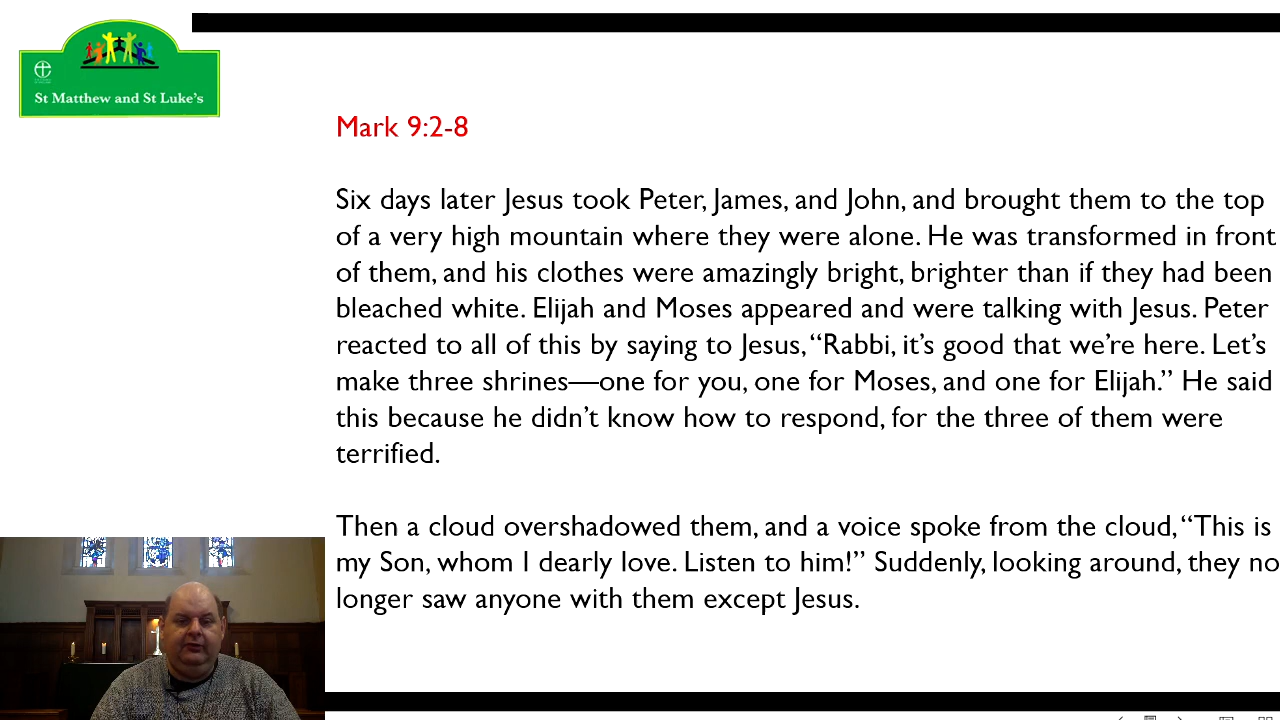 St Matthew and St Luke's
Mark 9:2-8
Six days later Jesus took Peter, James, and John, and brought them to the top
of a very high mountain where they were alone. He was transformed in front
of them, and his clothes were amazingly bright, brighter than if they had been
bleached white. Elijah and Moses appeared and were talking with Jesus. Peter
reacted to all of this by saying to Jesus, “Rabbi, it’s good that we’re here. Let’s
make three shrines—one for you, one for Moses, and one for Elijah.” He said
this because he didn’t know how to respond, for the three of them were
terrified.
Then a cloud overshadowed them, and a voice spoke from the cloud, “This is
my Son, whom I dearly love. Listen to him!” Suddenly, looking around, they no
longer saw anyone with them except Jesus.